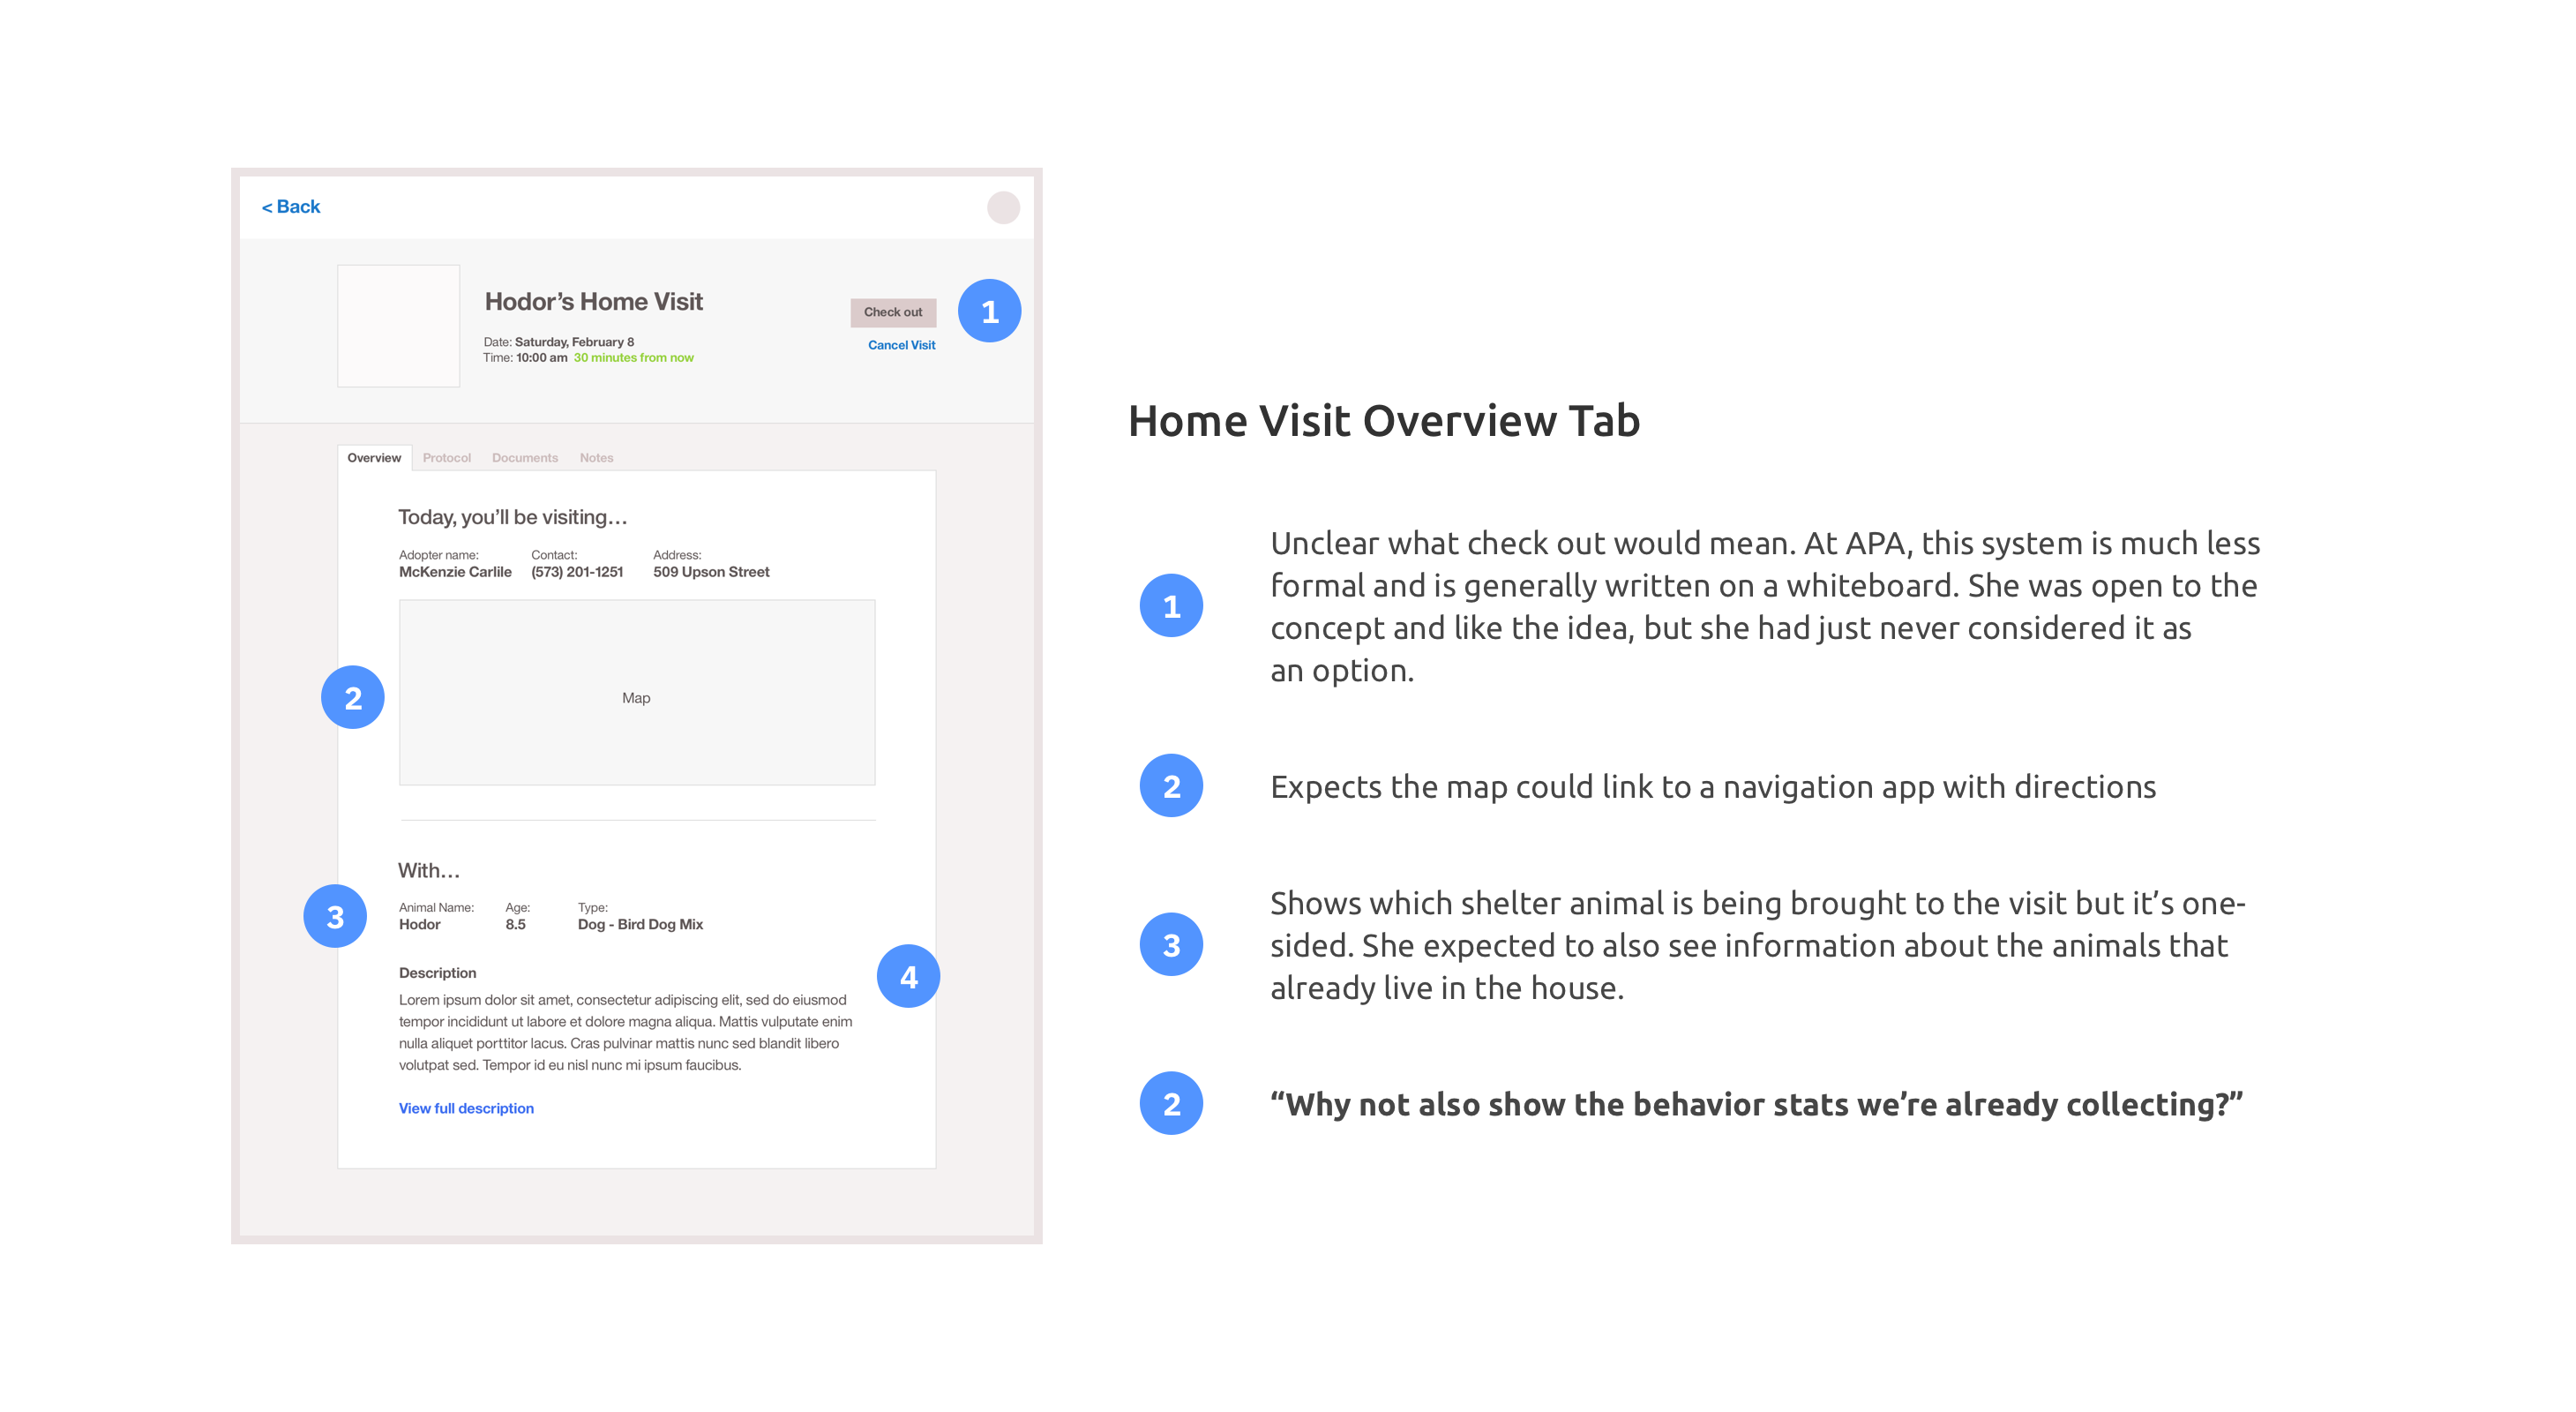 < Back
Hodor’s Home Visit
Date: Saturday, February 8
Time: 10:00 am 30 minutes from now
Check out
Cancel Visit
1
Overview Protocol Documents Notes
Today, you’ll be visiting…
Adopter name: Contact: Address:
McKenzie Carlile (573) 201-1251 509 Upson Street
2
Map
With…
3
Animal Name: Age: Type:
Hodor 8.5 Dog - Bird Dog Mix
4
Description
Lorem ipsum dolor sit amet, consectetur adipiscing elit, sed do eiusmod
tempor incididunt ut labore et dolore magna aliqua. Mattis vulputate enim
nulla aliquet porttitor lacus. Cras pulvinar mattis nunc sed blandit libero
volutpat sed. Tempor id eu nisl nunc mi ipsum faucibus.
View full description
Home Visit Overview Tab
1
Unclear what check out would mean. At APA, this system is much less
formal and is generally written on a whiteboard. She was open to the
concept and like the idea, but she had just never considered it as
an option.
2
Expects the map could link to a navigation app with directions
3
Shows which shelter animal is being brought to the visit but it’s one-
sided. She expected to also see information about the animals that
already live in the house.
2
“Why not also show the behavior stats we’re already collecting?”